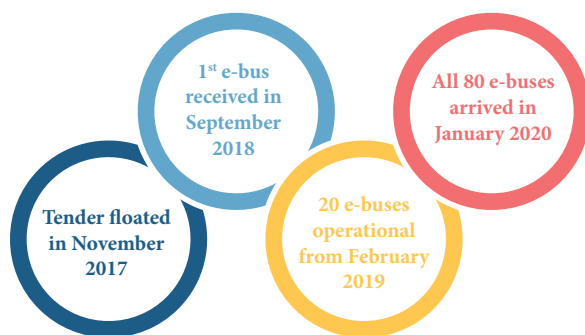 Tender floated
in November
2017
1st e-bus
received in
September
2018
20 e-buses
operational
from February
2019
All 80 e-buses
arrived in
January 2020